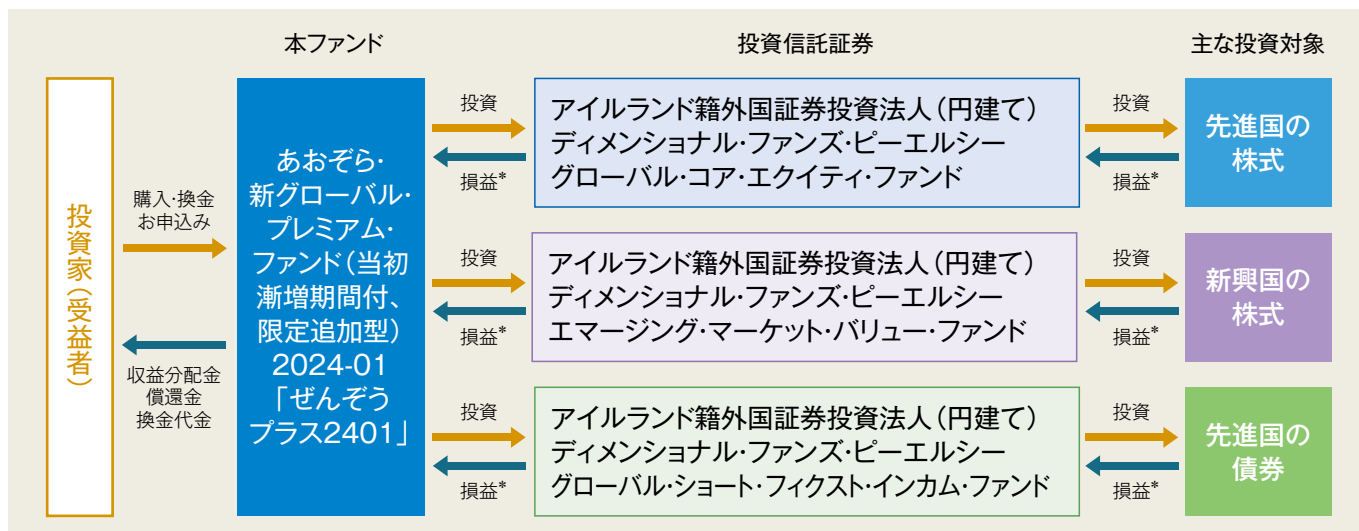 本ファンド
投資信託証券
主な投資対象
投資家(受益者)
購入・換金
お申込み
収益分配金
償還金
換金代金
あおぞら・
新グローバル・
プレミアム・
ファンド(当初
漸増期間付、
限定追加型)
2024-01
「ぜんぞう
プラス2401」
投資
損益*
アイルランド籍外国証券投資法人(円建て)
ディメンショナル・ファンズ・ピーエルシー
グローバル・コア・エクイティ・ファンド
投資
損益*
先進国の
株式
投資
損益*
アイルランド籍外国証券投資法人(円建て)
ディメンショナル・ファンズ・ピーエルシー
エマージング・マーケット・バリュー・ファンド
投資
損益*
新興国の
株式
投資
損益*
アイルランド籍外国証券投資法人(円建て)
ディメンショナル・ファンズ・ピーエルシー
グローバル・ショート・フィクスト・インカム・ファンド
投資
損益*
先進国の
債券